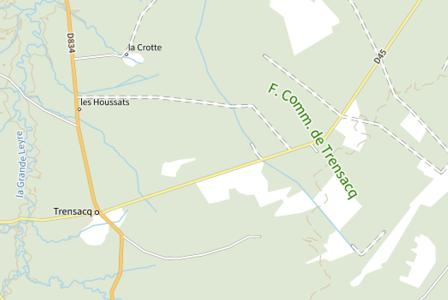 D834
la Crotte
D45
les Houssats
F. Comm. de Trensacq
la Grande Leyre
Trensacq